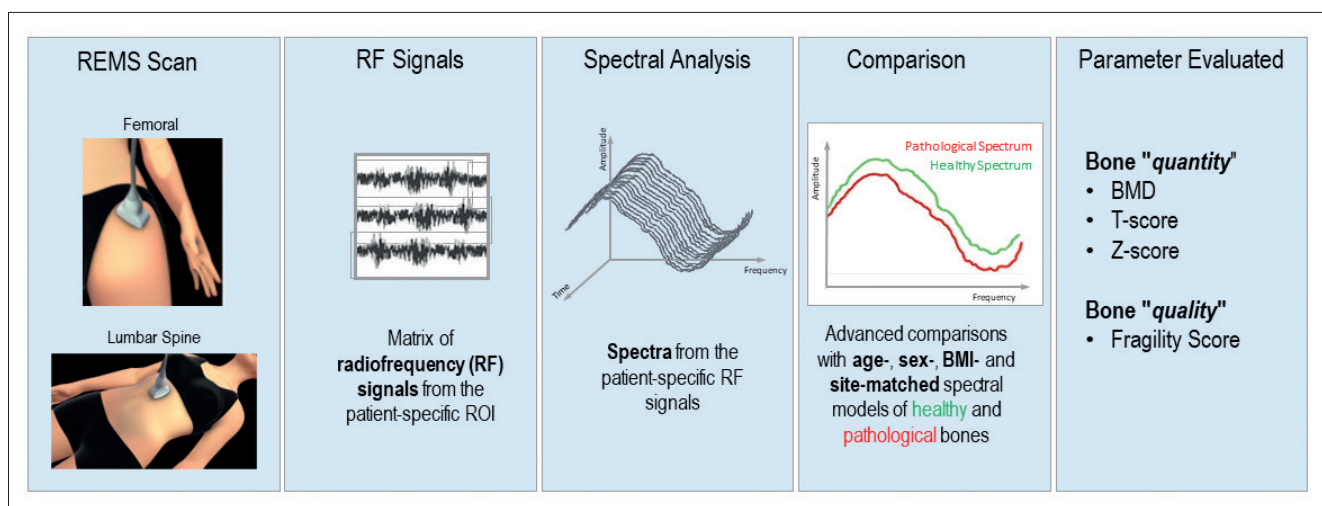 REMS Scan
Femoral
Lumbar Spine
RF Signals
Matrix of
radiofrequency (RF)
signals from the
patient-specific ROI
Spectral Analysis
Amplitude
Frequency
Time
Spectra from the
patient-specific RF
signals
Comparison
Pathological Spectrum
Healthy Spectrum
Amplitude
Frequency
Advanced comparisons
with age-, sex-, BMI- and
site-matched spectral
models of healthy and
pathological bones
Parameter Evaluated
Bone "quantity"
• BMD
• T-score
• Z-score
Bone "quality"
• Fragility Score